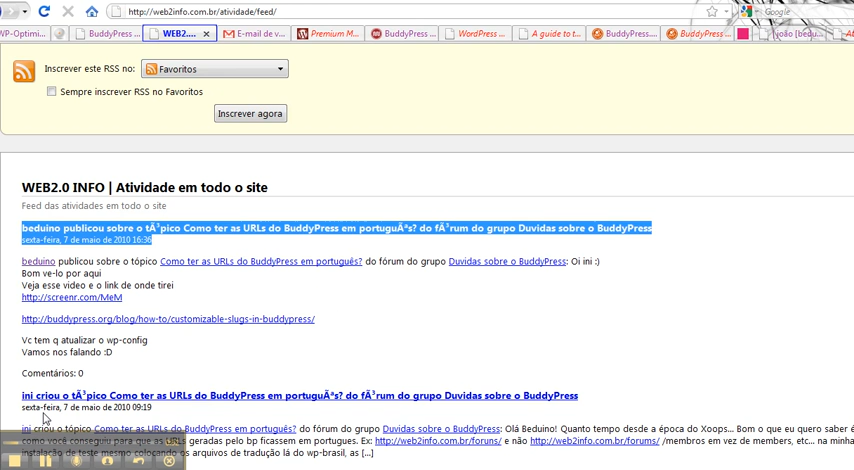 http://web2info.com.br/atividade/feed/
Google
WP-Optimi...
BuddyPress ...
WEB2....
E-mail de v...
Premium M...
BuddyPress ...
WordPress ...
A guide to t...
BuddyPress....
BuddyPress ...
joão [bedu...
Inscrever este RSS no:
Favoritos
Sempre inscrever RSS no Favoritos
Inscrever agora
WEB2.0 INFO | Atividade em todo o site
Feed das atividades em todo o site
beduino publicou sobre o tÃ³pico Como ter as URLs do BuddyPress em portuguÃªs? do fÃ³rum do grupo Duvidas sobre o BuddyPress
sexta-feira, 7 de maio de 2010 16:36
beduino publicou sobre o tópico Como ter as URLs do BuddyPress em português? do fórum do grupo Duvidas sobre o BuddyPress: Oi ini :)
Bom ve-lo por aqui
Veja esse video e o link de onde tirei
http://screenr.com/MeM
http://buddypress.org/blog/how-to/customizable-slugs-in-buddypress/
Vc tem q atualizar o wp-config
Vamos nos falando :D
Comentários: 0
ini criou o tÃ³pico Como ter as URLs do BuddyPress em portuguÃªs? do fÃ³rum do grupo Duvidas sobre o BuddyPress
sexta-feira, 7 de maio de 2010 09:19
ini criou o tópico Como ter as URLs do BuddyPress em português? do fórum do grupo Duvidas sobre o BuddyPress: Olá Beduino! Quanto tempo desde a época do Xoops... Bom o que eu quero saber é
como você conseguiu para que as URLs geradas pelo bp ficassem em portugues. Ex: http://web2info.com.br/foruns/ e não http://web2info.com.br/forums/ /membros em vez de members, etc... na minha
instalação de teste mesmo colocando os arquivos de tradução lá do wp-brasil, as [...]